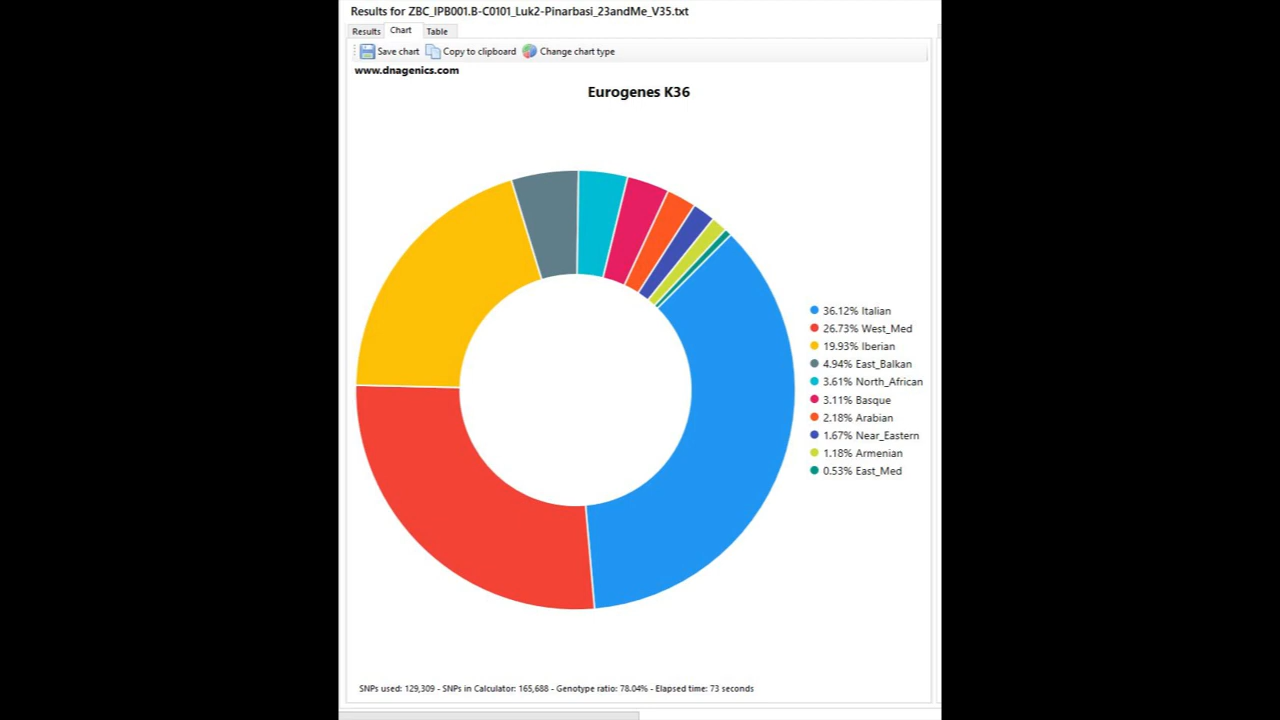 Results for ZBC_IPB001.B-C0101_Luk2-Pinarbasi_23andMe_V35.txt
Results Chart Table
Save chart Copy to clipboard Change chart type
www.dnagenics.com
Eurogenes K36
36.12% Italian
26.73% West_Med
19.93% Iberian
4.94% East_Balkan
3.61% North_African
3.11% Basque
2.18% Arabian
1.67% Near_Eastern
1.18% Armenian
0.53% East_Med
SNPs used: 129,309 - SNPs in Calculator: 165,688 - Genotype ratio: 78.04% - Elapsed time: 73 seconds